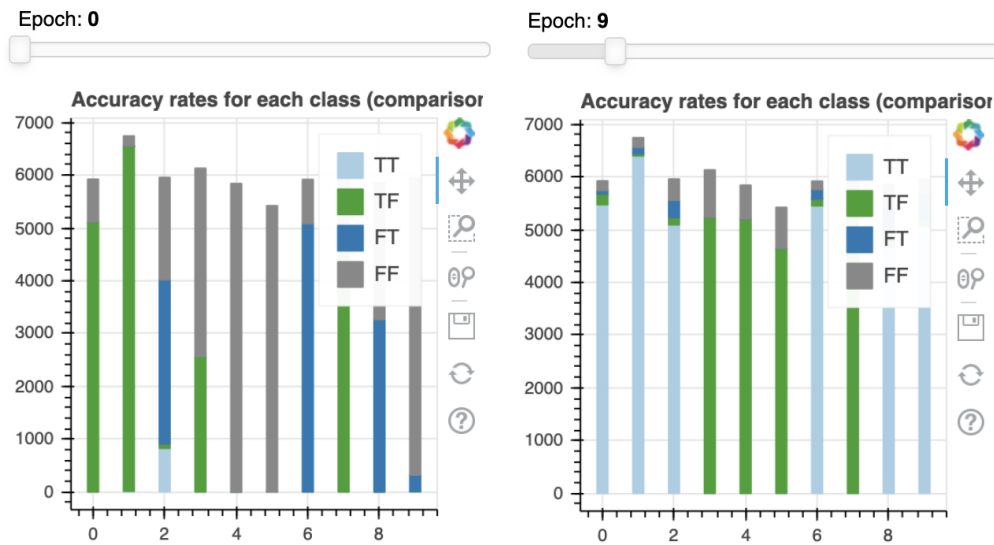 Epoch: 0
Accuracy rates for each class (comparisor
7000
6000
5000
4000
3000
2000
1000
0
TT
TF
FT
FF
0 2 4 6 8
Epoch: 9
Accuracy rates for each class (comparisor
7000
6000
5000
4000
3000
2000
1000
0
TT
TF
FT
FF
0 2 4 6 8